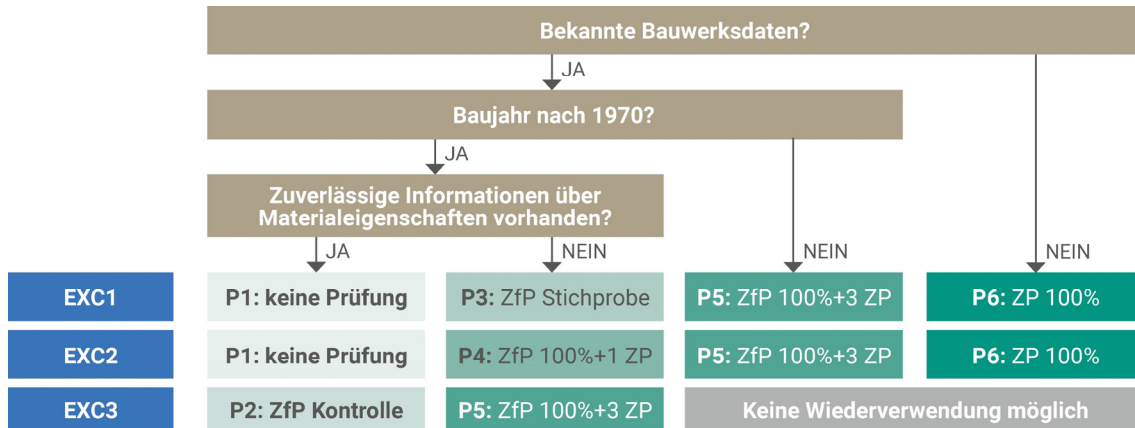 Bekannte Bauwerksdaten?
JA
Baujahr nach 1970?
JA
Zuverlässige Informationen über
Materialeigenschaften vorhanden?
JA
NEIN
NEIN
NEIN
EXC1
P1: keine Prüfung
P3: ZfP Stichprobe
P5: ZfP 100%+3 ZP
P6: ZP 100%
EXC2
P1: keine Prüfung
P4: ZfP 100%+1 ZP
P5: ZfP 100%+3 ZP
P6: ZP 100%
EXC3
P2: ZfP Kontrolle
P5: ZfP 100%+3 ZP
Keine Wiederverwendung möglich